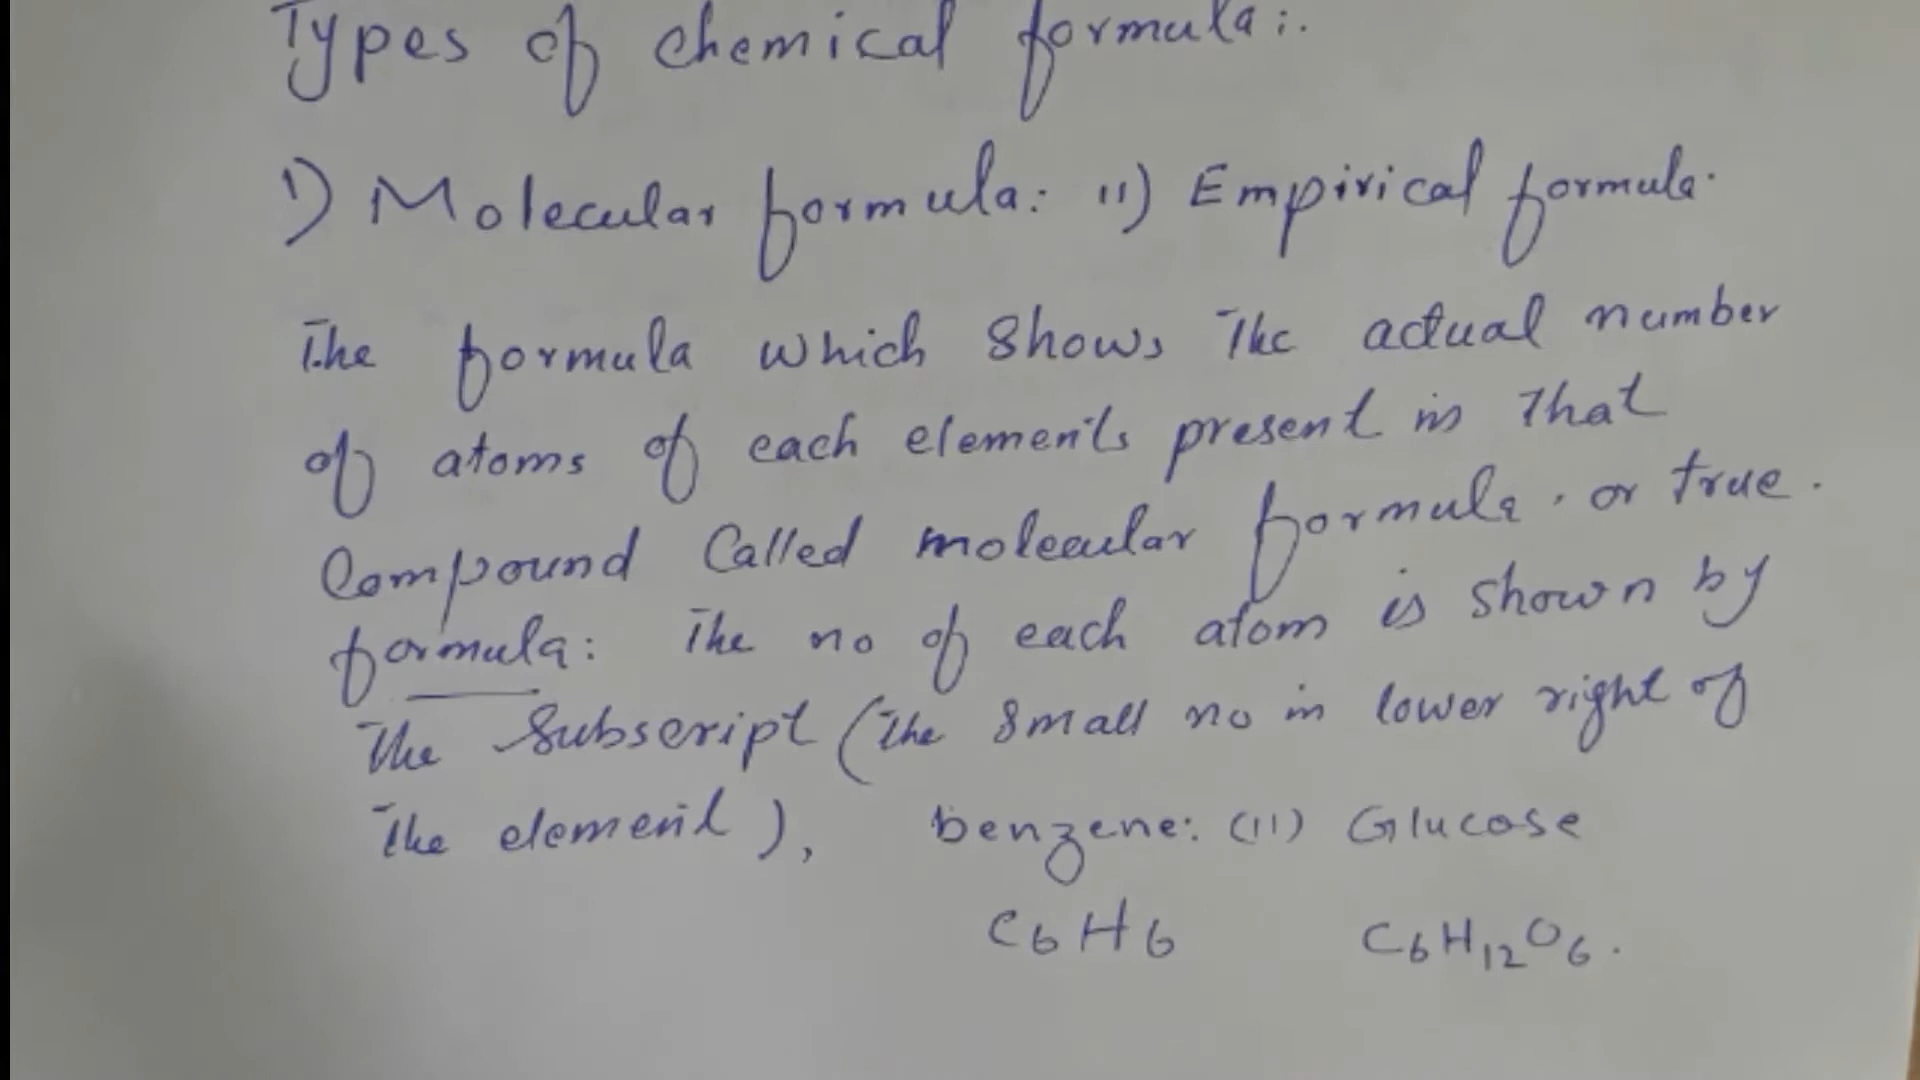 Types of chemical formula:.
1) Molecular formula: 11) Empirical formula.
The formula which shows The actual number
of atoms of each elements present in That
Compound Called molecular formula. or true.
formula: The no of each atom is shown by
The Subscript (The small no in lower right of
The element), benzene: (11) Glucose
C6H6 C6H12O6.